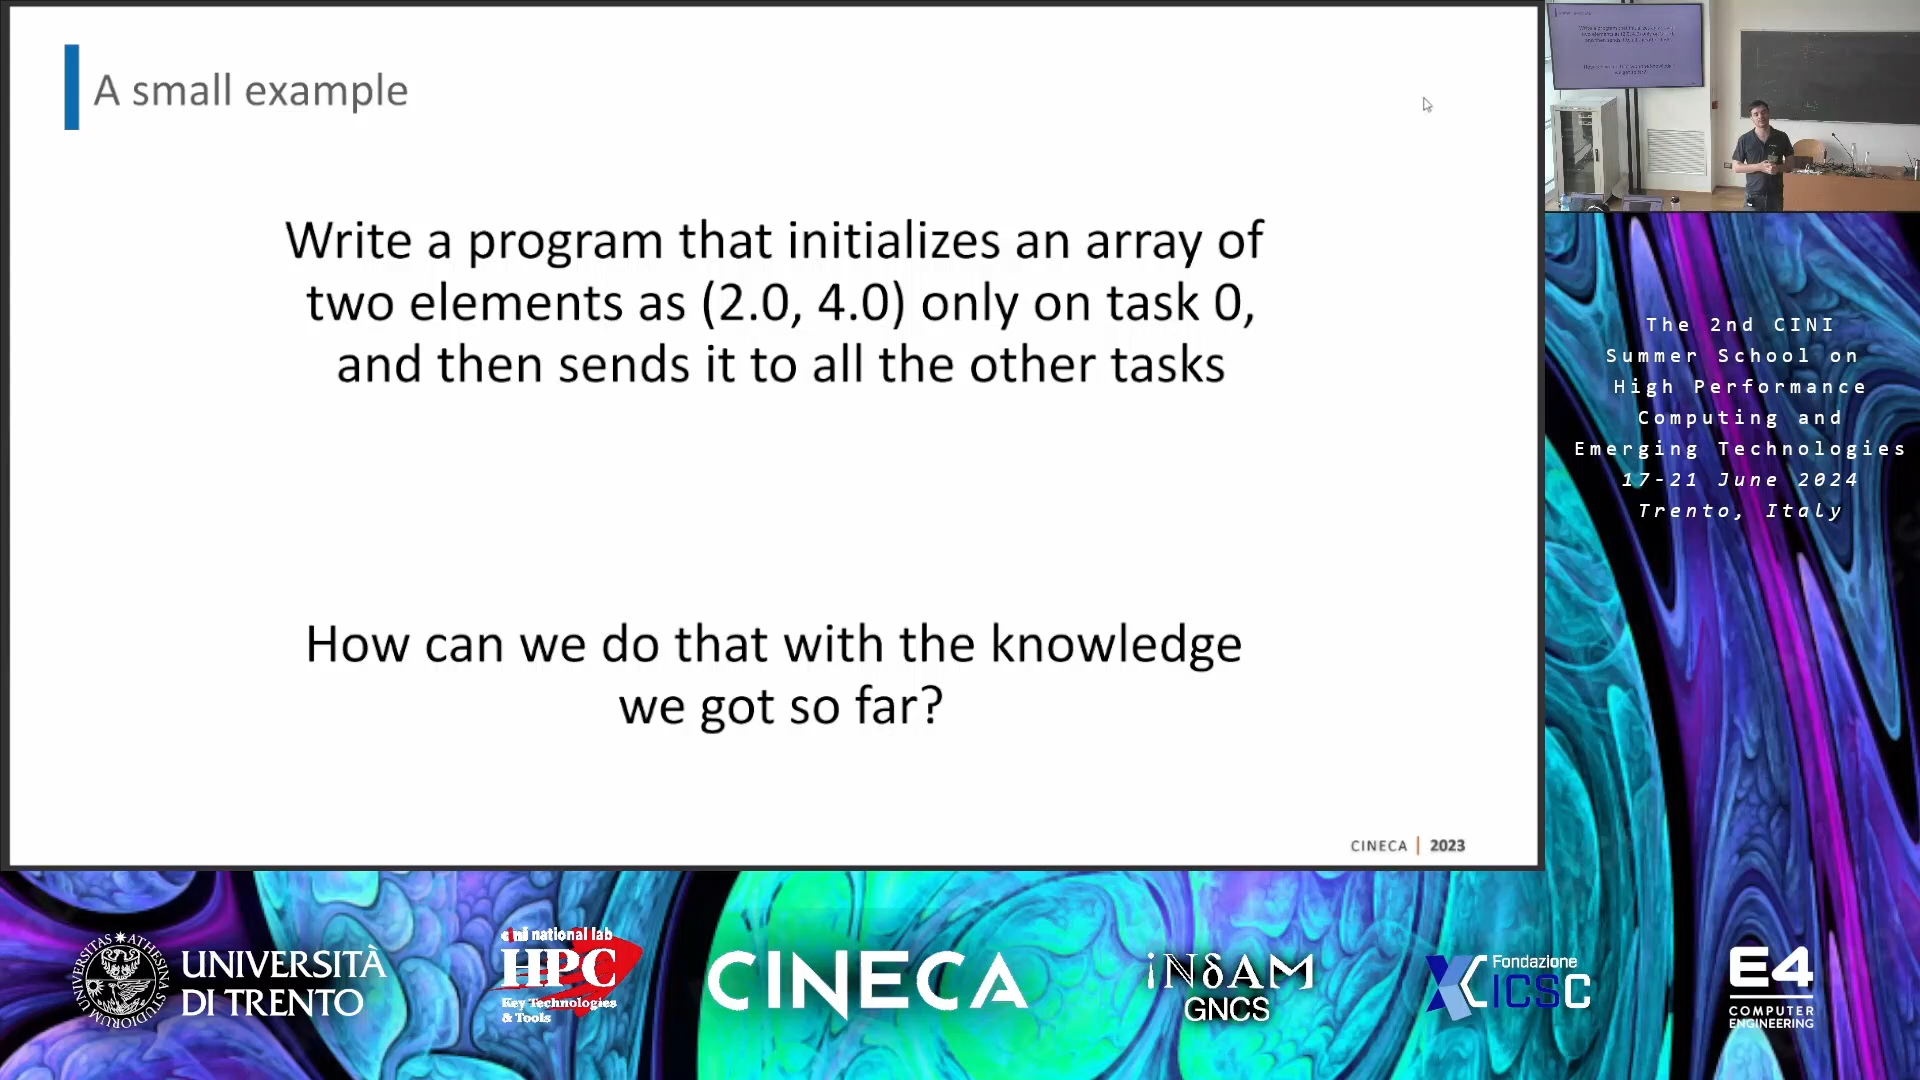 A small example
Write a program that initializes an array of
two elements as (2.0, 4.0) only on task 0,
and then sends it to all the other tasks
How can we do that with the knowledge
we got so far?
CINECA | 2023
The 2nd CINI
Summer School on
High Performance
Computing and
Emerging Technologies
17-21 June 2024
Trento, Italy
UNIVERSITÀ
DI TRENTO
cini national lab
HPC
Key Technologies
& Tools
CINECA
iNδAM
GNCS
Fondazione
ICSC
E4
COMPUTER
ENGINEERING